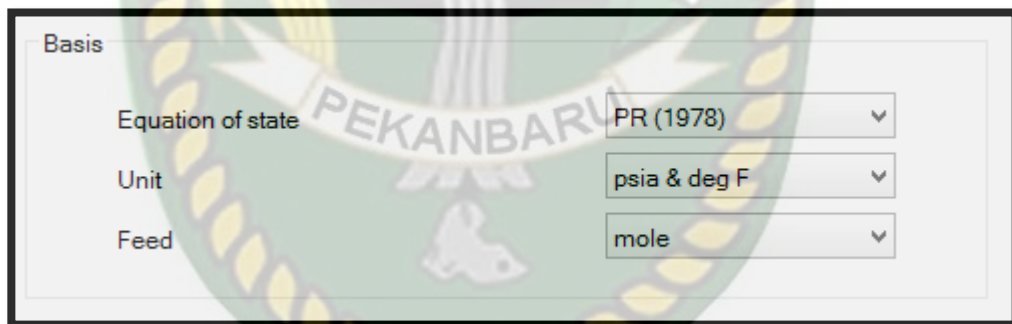 Basis
PEKANBARU
Equation of state PR (1978)
Unit psia & deg F
Feed mole